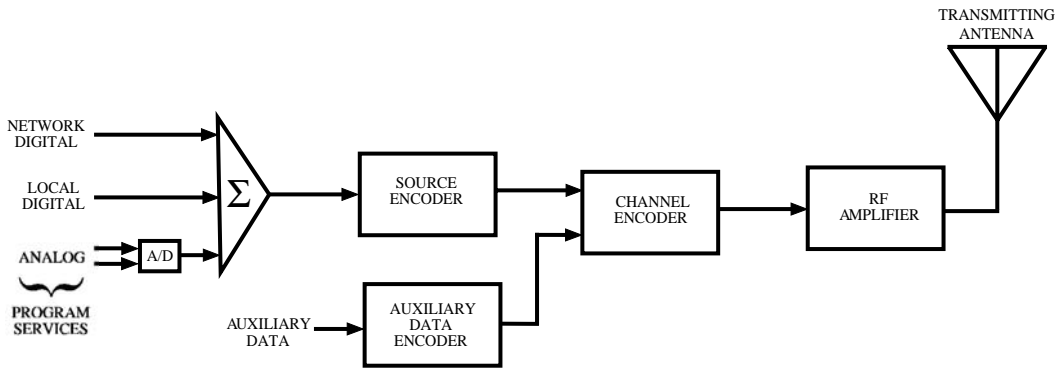 TRANSMITTING
ANTENNA
NETWORK
DIGITAL
LOCAL
DIGITAL
Σ
SOURCE
ENCODER
CHANNEL
ENCODER
RF
AMPLIFIER
ANALOG
A/D
PROGRAM
SERVICES
AUXILIARY
DATA
AUXILIARY
DATA
ENCODER